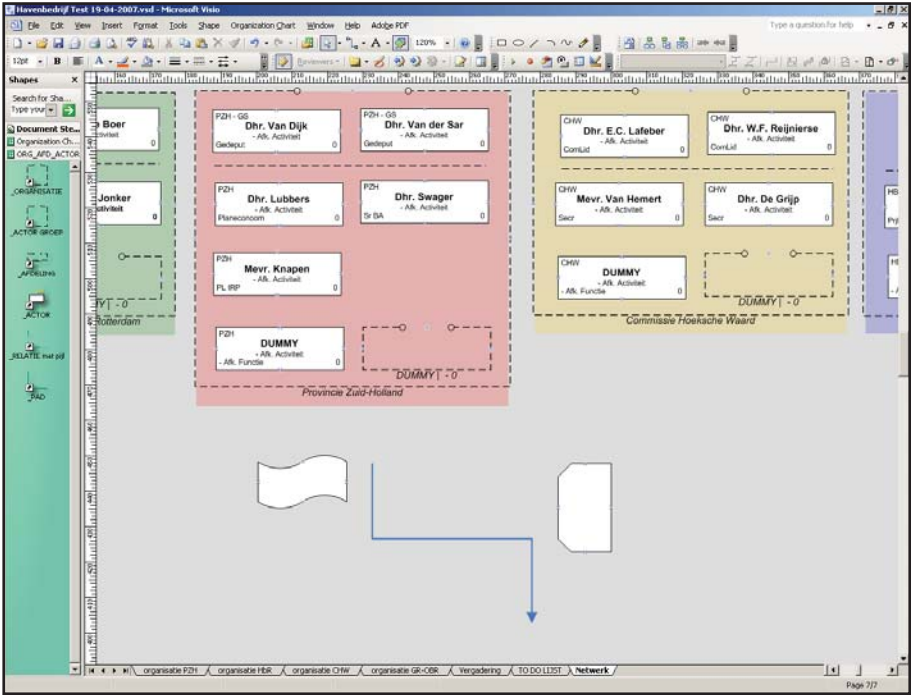 Havenbedrijf Test 19-04-2007.vsd - Microsoft Visio
File Edit View Insert Format Tools Shape Organization Chart Window Help Adobe PDF
Type a question for help
120%
12pt
Reviewers
Shapes
Search for Sha...
Type your
Document Ste...
Organization Ch...
ORG_AFD_ACTOR
_ORGANISATIE
_ACTOR GROEP
_AFDELING
_ACTOR
_RELATIE met pijl
_PAD
Boer
0
Jonker
0
Rotterdam
PZH - GS
Dhr. Van Dijk
- Afk. Activiteit
Gedeput 0
PZH - GS
Dhr. Van der Sar
- Afk. Activiteit
Gedeput 0
PZH
Dhr. Lubbers
- Afk. Activiteit
Planeconoom 0
PZH
Dhr. Swager
- Afk. Activiteit
Sr BA 0
PZH
Mevr. Knapen
- Afk. Activiteit
PL IRP 0
PZH
DUMMY
- Afk. Activiteit
- Afk. Functie 0
DUMMY | - 0
Provincie Zuid-Holland
CHW
Dhr. E.C. Lafeber
- Afk. Activiteit
ComLid 0
CHW
Dhr. W.F. Reijnierse
- Afk. Activiteit
ComLid 0
CHW
Mevr. Van Hemert
- Afk. Activiteit
Secr 0
CHW
Dhr. De Grijp
- Afk. Activiteit
Secr 0
CHW
DUMMY
- Afk. Activiteit
- Afk. Functie 0
DUMMY | - 0
Commissie Hoeksche Waard
organisatie PZH organisatie HbR organisatie CHW organisatie GR-OBR Vergadering TO DO LIJST Netwerk
Page 7/7